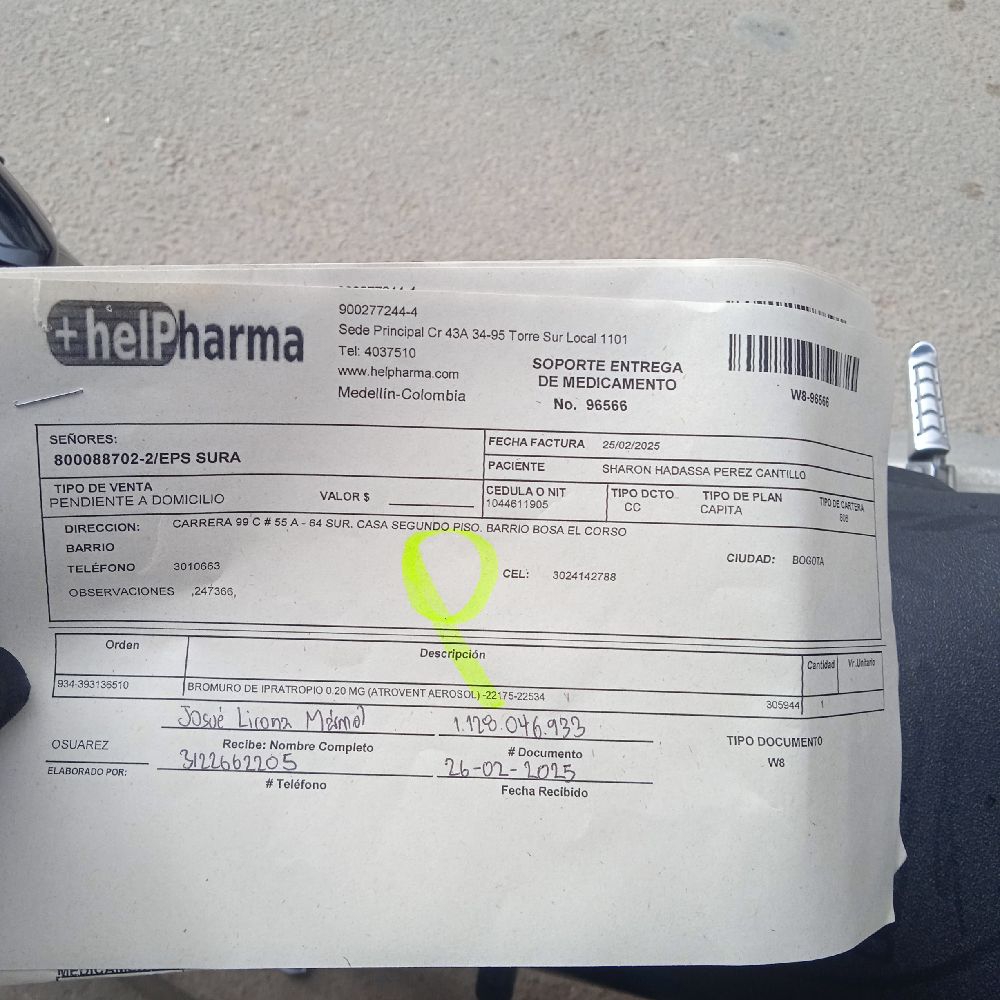 +helPharma
900277244-4
Sede Principal Cr 43A 34-95 Torre Sur Local 1101
Tel: 4037510
www.helpharma.com
Medellín-Colombia
SOPORTE ENTREGA
DE MEDICAMENTO
No. 96566
W8-96566
SEÑORES:
800088702-2/EPS SURA
FECHA FACTURA 25/02/2025
PACIENTE SHARON HADASSA PEREZ CANTILLO
TIPO DE VENTA
PENDIENTE A DOMICILIO
VALOR $
CEDULA O NIT
1044611905
TIPO DCTO
CC
TIPO DE PLAN
CAPITA
TIPO DE CARTERA
DIRECCION: CARRERA 99 C # 55 A - 64 SUR. CASA SEGUNDO PISO. BARRIO BOSA EL CORSO
BARRIO
CIUDAD: BOGOTA
TELÉFONO 3010663
CEL: 3024142788
OBSERVACIONES ,247366,
Orden Descripción Cantidad Vr.Unitario
934-393136510 BROMURO DE IPRATROPIO 0.20 MG (ATROVENT AEROSOL) -22175-22534 305944 1
Josué Lirona Mármol 1.128.046.933
Recibe: Nombre Completo # Documento
TIPO DOCUMENTO
W8
OSUAREZ
ELABORADO POR:
3122662205 26-02-2025
# Teléfono Fecha Recibido